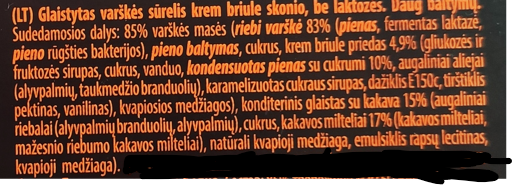 (LT) Glaistytas varškės sūrelis krem briule skonio, be laktozės. Daug baltymų.
Sudedamosios dalys: 85% varškės masės (riebi varškė 83% (pienas, fermentas laktazė,
pieno rūgšties bakterijos), pieno baltymas, cukrus, krem briule priedas 4,9% (gliukozės ir
fruktozės sirupas, cukrus, vanduo, kondensuotas pienas su cukrumi 10%, augaliniai aliejai
(alyvpalmių, taukmedžio branduolių), karamelizuotas cukraus sirupas, dažiklis E150c, tirštiklis
pektinas, vanilinas), kvapiosios medžiagos), konditerinis glaistas su kakava 15% (augaliniai
riebalai (alyvpalmių branduolių, alyvpalmių), cukrus, kakavos milteliai 17% (kakavos milteliai,
mažesnio riebumo kakavos milteliai), natūrali kvapioji medžiaga, emulsiklis rapsų lecitinas,
kvapioji medžiaga).